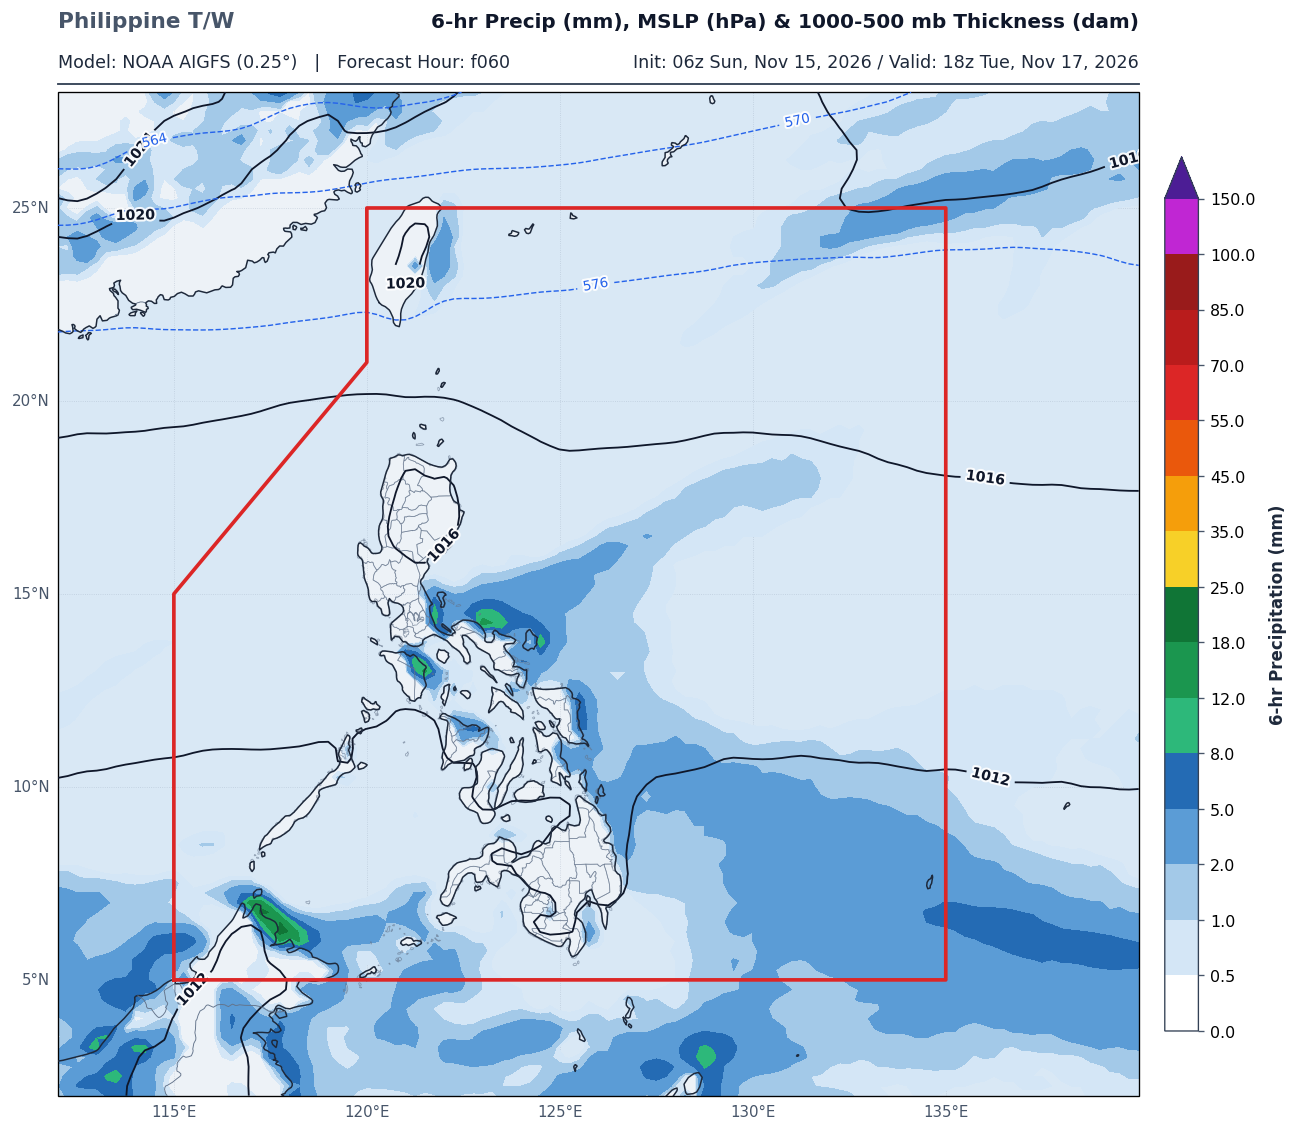 Philippine T/W
6-hr Precip (mm), MSLP (hPa) & 1000-500 mb Thickness (dam)
Model: NOAA AIGFS (0.25°) | Forecast Hour: f060
Init: 06z Sun, Nov 15, 2026 / Valid: 18z Tue, Nov 17, 2026
564
570
1020
25°N
1020
576
150.0
100.0
85.0
70.0
55.0
45.0
35.0
25.0
18.0
12.0
8.0
5.0
2.0
1.0
0.5
0.0
6-hr Precipitation (mm)
20°N
1016
1016
15°N
1012
10°N
5°N
1012
115°E
120°E
125°E
130°E
135°E